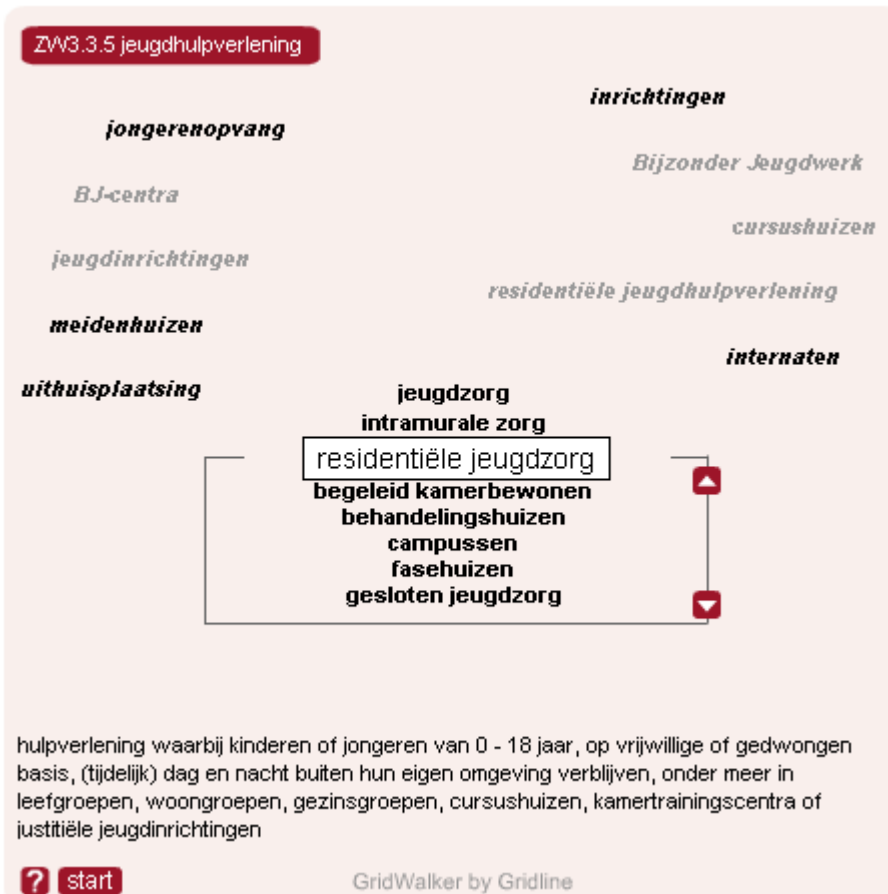 ZW3.3.5 jeugdhulpverlening
inrichtingen
jongerenopvang
Bijzonder Jeugdwerk
BJ-centra
cursushuizen
jeugdinrichtingen
residentiële jeugdhulpverlening
meidenhuizen
internaten
uithuisplaatsing
jeugdzorg
intramurale zorg
residentiële jeugdzorg
begeleid kamerbewonen
behandelingshuizen
campussen
fasehuizen
gesloten jeugdzorg
hulpverlening waarbij kinderen of jongeren van 0 - 18 jaar, op vrijwillige of gedwongen
basis, (tijdelijk) dag en nacht buiten hun eigen omgeving verblijven, onder meer in
leefgroepen, woongroepen, gezinsgroepen, cursushuizen, kamertrainingscentra of
justitiële jeugdinrichtingen
? start
GridWalker by Gridline